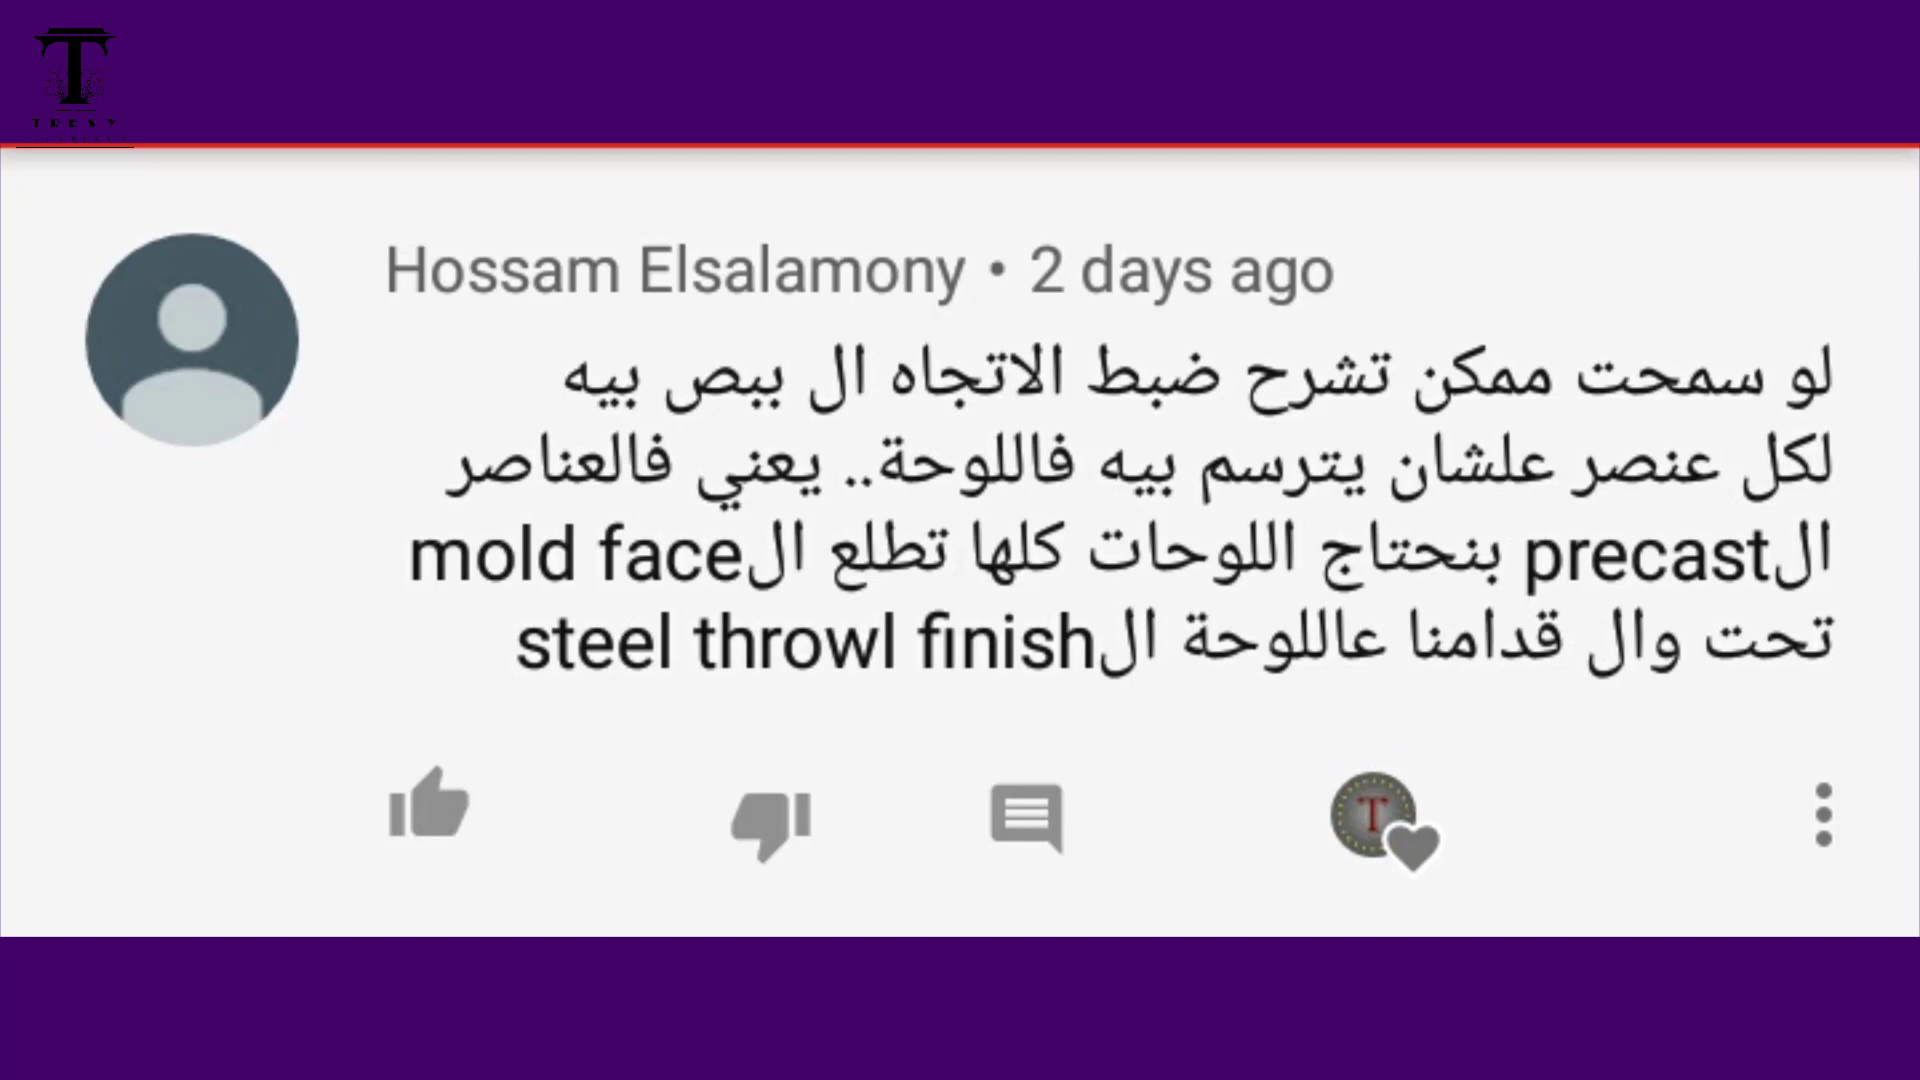 T
TRESY
Hossam Elsalamony • 2 days ago
لو سمحت ممكن تشرح ضبط الاتجاه ال ببص بيه
لكل عنصر علشان يترسم بيه فاللوحة.. يعني فالعناصر
الprecast بنحتاج اللوحات كلها تطلع الmold face
تحت وال قدامنا عاللوحة الsteel throwl finish
T